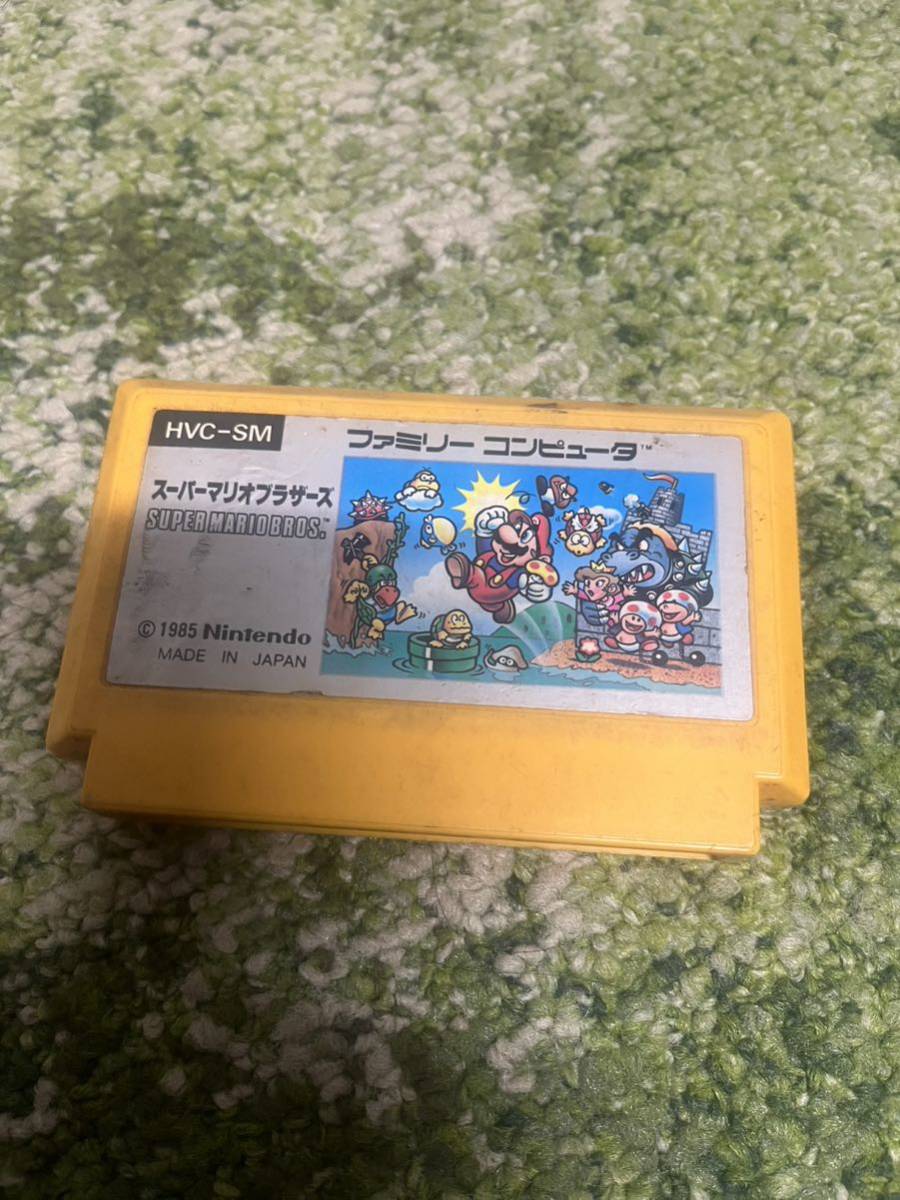 HVC-SM
ファミリー コンピュータ™
スーパーマリオブラザーズ
SUPER MARIO BROS.™
© 1985 Nintendo
MADE IN JAPAN